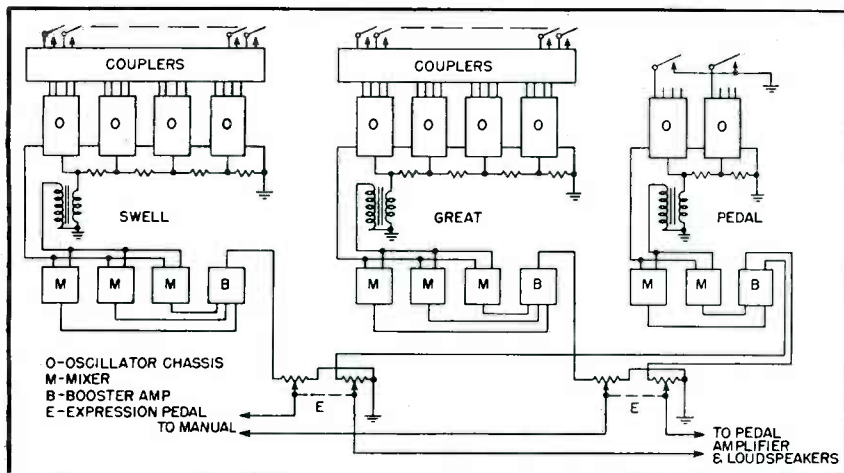 COUPLERS
COUPLERS
O O O O
O O O O
O O
SWELL
GREAT
PEDAL
M M M B
M M M B
M M B
O-OSCILLATOR CHASSIS
M-MIXER
B-BOOSTER AMP
E-EXPRESSION PEDAL
E
E
TO MANUAL
TO PEDAL
AMPLIFIER
& LOUDSPEAKERS